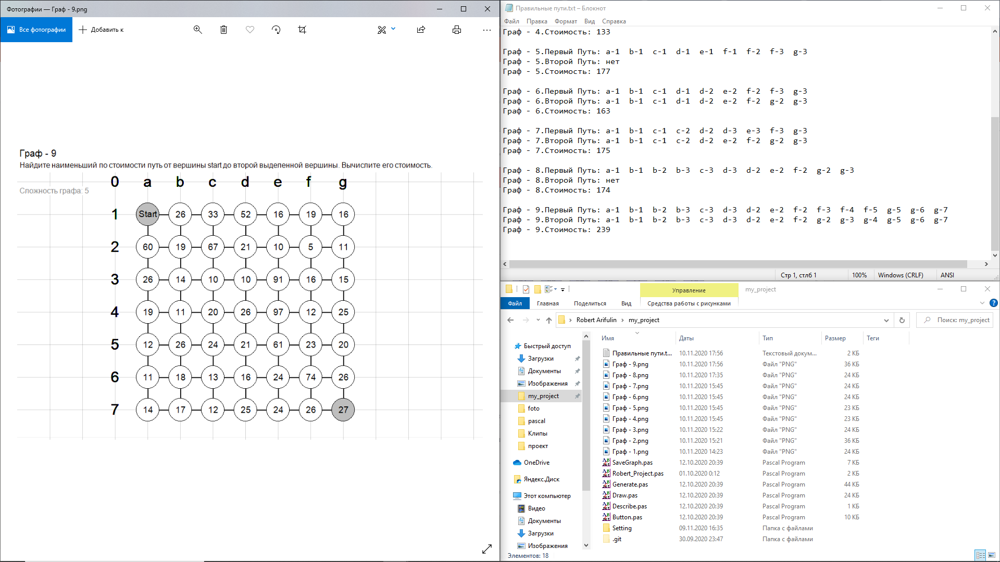 Фотографии — Граф - 9.png
Все фотографии
Добавить к
Граф - 9
Найдите наименьший по стоимости путь от вершины start до второй выделенной вершины. Вычислите его стоимость.
Сложность графа: 5
0 a b c d e f g
1 Start 26 33 52 16 19 16
2 60 19 67 21 10 5 11
3 26 14 10 10 91 16 15
4 19 11 20 26 97 12 25
5 12 26 24 21 61 23 20
6 11 18 13 16 24 74 26
7 14 17 12 25 24 26 27
Правильные пути.txt – Блокнот
Файл Правка Формат Вид Справка
Граф - 4.Стоимость: 133
Граф - 5.Первый Путь: a-1 b-1 c-1 d-1 e-1 f-1 f-2 f-3 g-3
Граф - 5.Второй Путь: нет
Граф - 5.Стоимость: 177
Граф - 6.Первый Путь: a-1 b-1 c-1 d-1 d-2 e-2 f-2 f-3 g-3
Граф - 6.Второй Путь: a-1 b-1 c-1 d-1 d-2 e-2 f-2 g-2 g-3
Граф - 6.Стоимость: 163
Граф - 7.Первый Путь: a-1 b-1 c-1 c-2 d-2 d-3 e-3 f-3 g-3
Граф - 7.Второй Путь: a-1 b-1 c-1 c-2 d-2 e-2 f-2 g-2 g-3
Граф - 7.Стоимость: 175
Граф - 8.Первый Путь: a-1 b-1 b-2 b-3 c-3 d-3 d-2 e-2 f-2 g-2 g-3
Граф - 8.Второй Путь: нет
Граф - 8.Стоимость: 174
Граф - 9.Первый Путь: a-1 b-1 b-2 b-3 c-3 d-3 d-2 e-2 f-2 f-3 f-4 f-5 g-5 g-6 g-7
Граф - 9.Второй Путь: a-1 b-1 b-2 b-3 c-3 d-3 d-2 e-2 f-2 g-2 g-3 g-4 g-5 g-6 g-7
Граф - 9.Стоимость: 239
Стр 1, стлб 1 100% Windows (CRLF) ANSI
Управление my_project
Файл Главная Поделиться Вид Средства работы с рисунками
Robert Arifulin › my_project
Поиск: my_project
Быстрый доступ
Загрузки
Документы
Изображения
my_project
foto
pascal
Клипы
проект
OneDrive
Яндекс.Диск
Этот компьютер
Видео
Документы
Загрузки
Изображения
Имя Даты Тип Размер Теги
Правильные пути.t... 10.11.2020 17:56 Текстовый докум... 2 КБ
Граф - 9.png 10.11.2020 17:56 Файл "PNG" 36 КБ
Граф - 8.png 10.11.2020 17:35 Файл "PNG" 24 КБ
Граф - 7.png 10.11.2020 15:45 Файл "PNG" 24 КБ
Граф - 6.png 10.11.2020 15:45 Файл "PNG" 24 КБ
Граф - 5.png 10.11.2020 15:45 Файл "PNG" 23 КБ
Граф - 4.png 10.11.2020 15:45 Файл "PNG" 23 КБ
Граф - 3.png 10.11.2020 15:22 Файл "PNG" 24 КБ
Граф - 2.png 10.11.2020 15:21 Файл "PNG" 36 КБ
Граф - 1.png 10.11.2020 14:23 Файл "PNG" 24 КБ
SaveGraph.pas 12.10.2020 20:39 Pascal Program 7 КБ
Robert_Project.pas 01.10.2020 0:12 Pascal Program 2 КБ
Generate.pas 12.10.2020 20:39 Pascal Program 44 КБ
Draw.pas 12.10.2020 20:39 Pascal Program 24 КБ
Describe.pas 12.10.2020 20:39 Pascal Program 1 КБ
Button.pas 12.10.2020 20:39 Pascal Program 10 КБ
Setting 09.11.2020 16:35 Папка с файлами
.git 30.09.2020 23:47 Папка с файлами
Элементов: 18